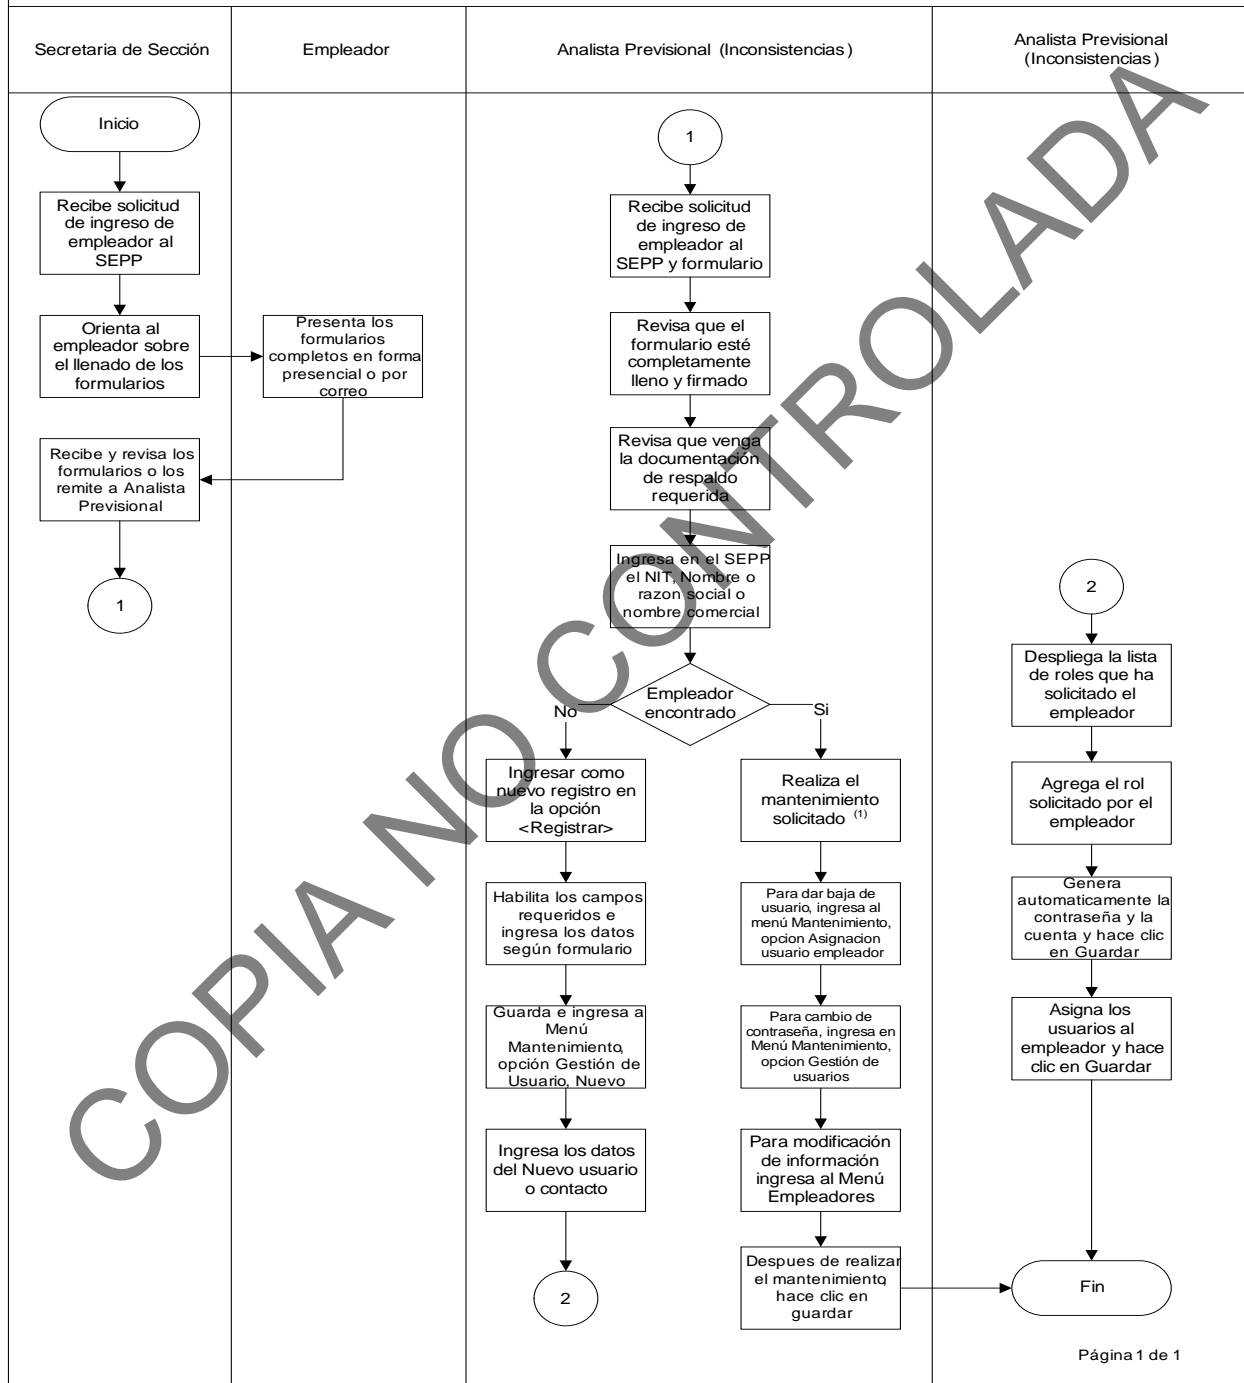 Secretaria de Sección
Empleador
Analista Previsional (Inconsistencias)
Analista Previsional
(Inconsistencias)
Inicio
Recibe solicitud
de ingreso de
empleador al
SEPP
Orienta al
empleador sobre
el llenado de los
formularios
Presenta los
formularios
completos en forma
presencial o por
correo
Recibe y revisa los
formularios o los
remite a Analista
Previsional
1
1
Recibe solicitud
de ingreso de
empleador al
SEPP y formulario
Revisa que el
formulario esté
completamente
lleno y firmado
Revisa que venga
la documentación
de respaldo
requerida
Ingresa en el SEPP
el NIT, Nombre o
razon social o
nombre comercial
Empleador
encontrado
No
Si
Ingresar como
nuevo registro en
la opción
<Registrar>
Habilita los campos
requeridos e
ingresa los datos
según formulario
Guarda e ingresa a
Menú
Mantenimiento,
opción Gestión de
Usuario, Nuevo
Ingresa los datos
del Nuevo usuario
o contacto
2
Realiza el
mantenimiento
solicitado (1)
Para dar baja de
usuario, ingresa al
menú Mantenimiento,
opcion Asignacion
usuario empleador
Para cambio de
contraseña, ingresa en
Menú Mantenimiento,
opcion Gestión de
usuarios
Para modificación
de información
ingresa al Menú
Empleadores
Despues de realizar
el mantenimiento,
hace clic en
guardar
2
Despliega la lista
de roles que ha
solicitado el
empleador
Agrega el rol
solicitado por el
empleador
Genera
automaticamente la
contraseña y la
cuenta y hace clic
en Guardar
Asigna los
usuarios al
empleador y hace
clic en Guardar
Fin
Página 1 de 1
COPIA NO CONTROLADA